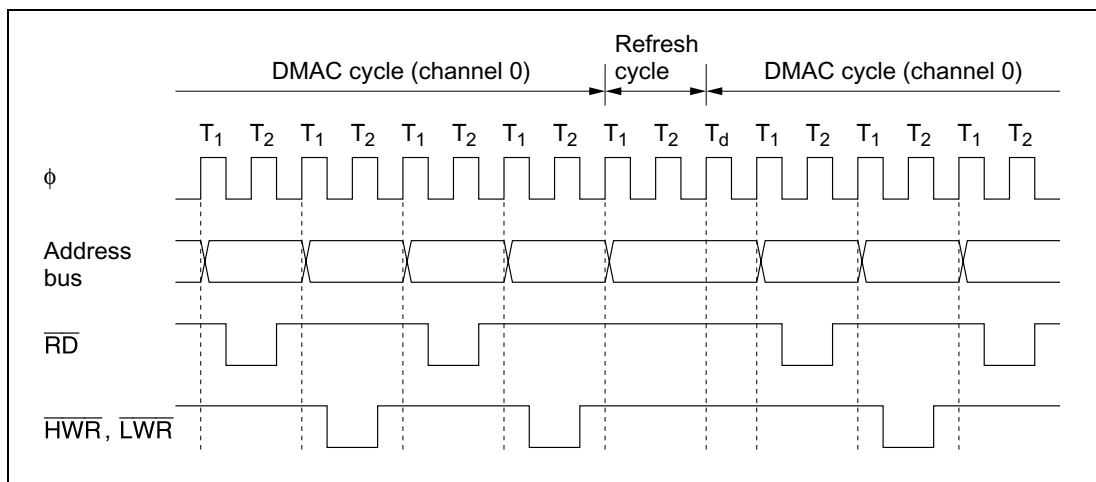 Refresh
DMAC cycle (channel 0) cycle DMAC cycle (channel 0)
T1 T2 T1 T2 T1 T2 T1 T2 T1 T2 Td T1 T2 T1 T2 T1 T2
ϕ
Address
bus
RD
HWR, LWR